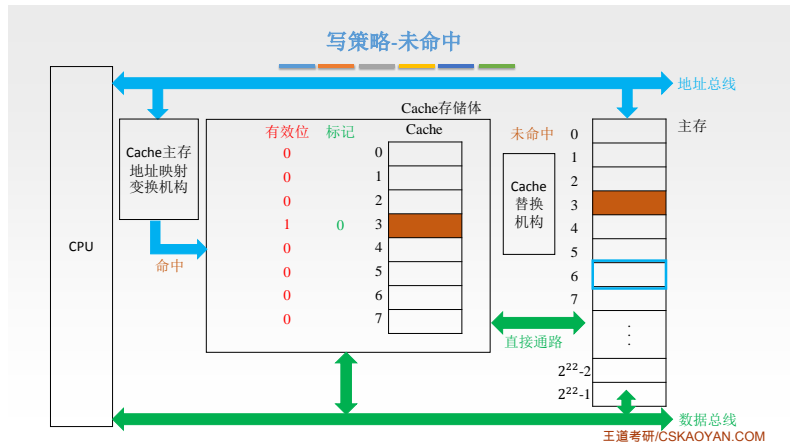 写策略-未命中
地址总线
Cache存储体
有效位 标记 Cache
未命中
主存
Cache主存
地址映射
变换机构
命中
CPU
0 0
0 1
0 2
1 0 3
0 4
0 5
0 6
0 7
Cache
替换
机构
0
1
2
3
4
5
6
7
2²²-2
2²²-1
直接通路
数据总线
王道考研/CSKAOYAN.COM